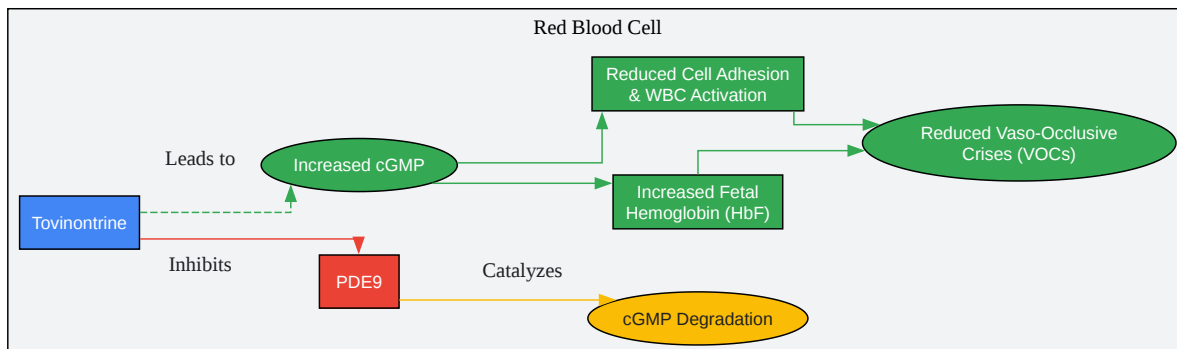 Red Blood Cell
Reduced Cell Adhesion
& WBC Activation
Reduced Vaso-Occlusive
Crises (VOCs)
Leads to
Increased cGMP
Increased Fetal
Hemoglobin (HbF)
Tovinontrine
Inhibits
PDE9
Catalyzes
cGMP Degradation